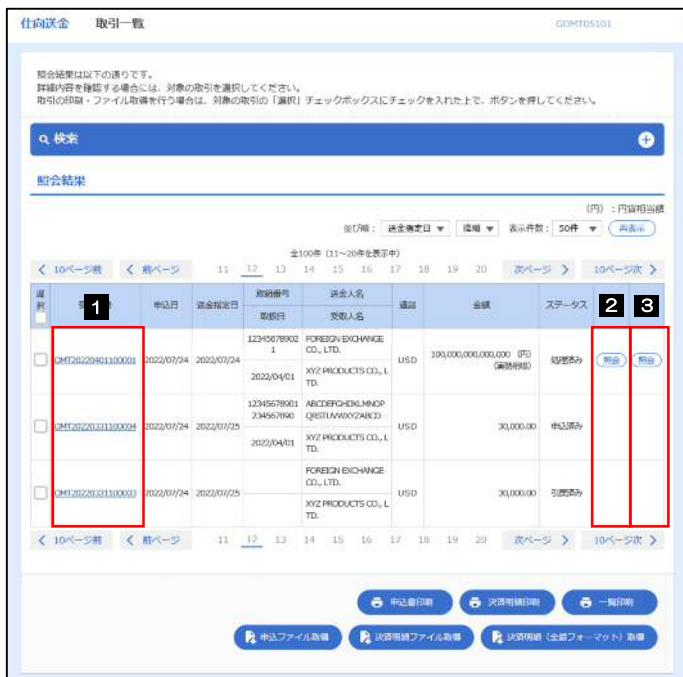 仕向送金 取引一覧 GOMT05101
照会結果は以下の通りです。
詳細内容を確認する場合には、対象の取引を選択してください。
取引の印刷・ファイル取得を行う場合は、対象の取引の「選択」チェックボックスにチェックを入れた上で、ボタンを押してください。
検索
照会結果
(円) : 円貨相当額
並び順: 送金指定日 降順 表示件数: 50件 再表示
全100件 (11~20件を表示中)
10ページ前 前ページ 11 12 13 14 15 16 17 18 19 20 次ページ 10ページ次
選択 1 申込日 送金指定日 取組番号 送金人名 通貨 金額 ステータス 2 3
取扱日 受取人名
OMT20220401100001 2022/07/24 2022/07/24 123456789021 FOREIGN EXCHANGE CO., LTD. USD 100,000,000,000,000 (円) 処理済み 照会 照会
2022/04/01 XYZ PRODUCTS CO., LTD.
OMT20220331100004 2022/07/24 2022/07/25 12345678901234567890 ABCDEFGHIJKLMNOPQRSTUVWXYZABCD USD 30,000.00 申込済み
2022/04/01 XYZ PRODUCTS CO., LTD.
OMT20220331100003 2022/07/24 2022/07/25 FOREIGN EXCHANGE CO., LTD. USD 30,000.00 引戻済み
XYZ PRODUCTS CO., LTD.
10ページ前 前ページ 11 12 13 14 15 16 17 18 19 20 次ページ 10ページ次
申込書印刷 決済明細印刷 一覧印刷
申込ファイル取得 決済明細ファイル取得 決済明細(全銀フォーマット)取得